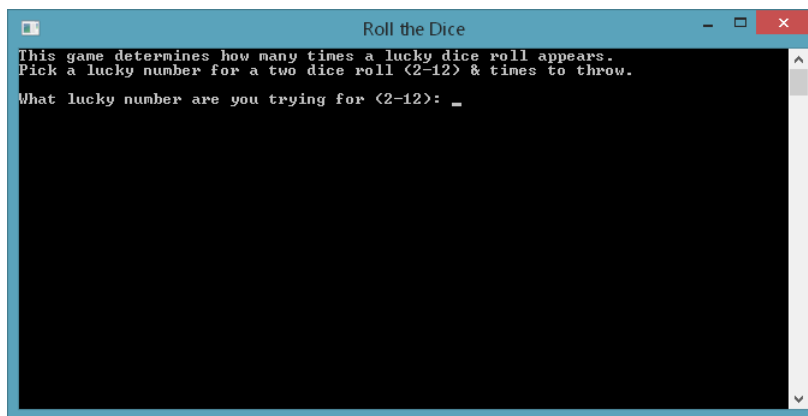 Roll the Dice
This game determines how many times a lucky dice roll appears.
Pick a lucky number for a two dice roll (2-12) & times to throw.
What lucky number are you trying for (2-12): _